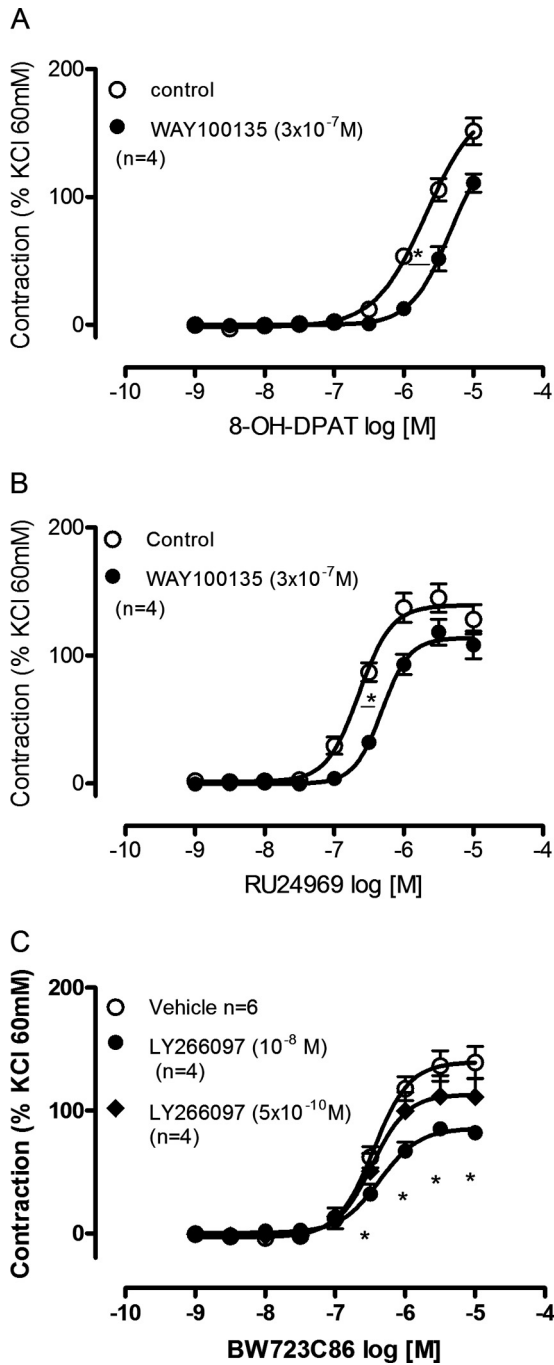 A
Contraction (% KCl 60mM)
200
100
0
control
WAY100135 (3x10⁻⁷M)
(n=4)
*
-10 -9 -8 -7 -6 -5 -4
8-OH-DPAT log [M]
B
Contraction (% KCl 60mM)
200
100
0
Control
WAY100135 (3x10⁻⁷M)
(n=4)
*
-10 -9 -8 -7 -6 -5 -4
RU24969 log [M]
C
Contraction (% KCl 60mM)
200
100
0
Vehicle n=6
LY266097 (10⁻⁸ M)
(n=4)
LY266097 (5x10⁻¹⁰M)
(n=4)
* * * *
-10 -9 -8 -7 -6 -5 -4
BW723C86 log [M]